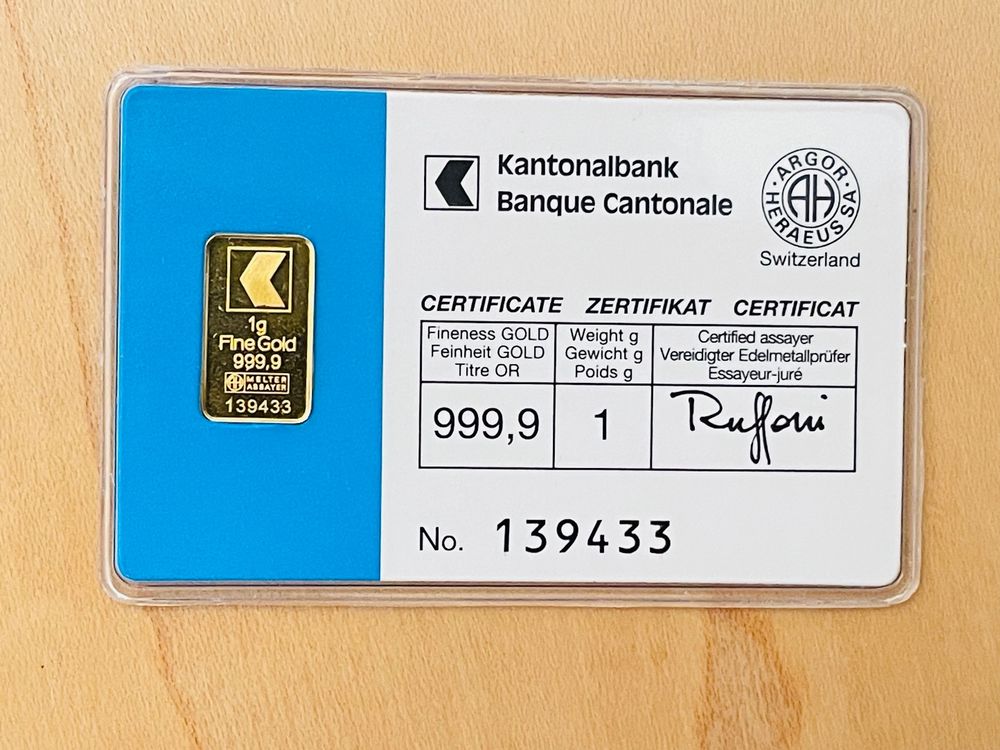 1g
Fine Gold
999,9
AH MELTER
ASSAYER
139433
Kantonalbank
Banque Cantonale
ARGOR·HERAEUS SA·
AH
Switzerland
CERTIFICATE ZERTIFIKAT CERTIFICAT
Fineness GOLD
Feinheit GOLD
Titre OR
Weight g
Gewicht g
Poids g
Certified assayer
Vereidigter Edelmetallprüfer
Essayeur-juré
999,9
1
Ruffoni
No. 139433